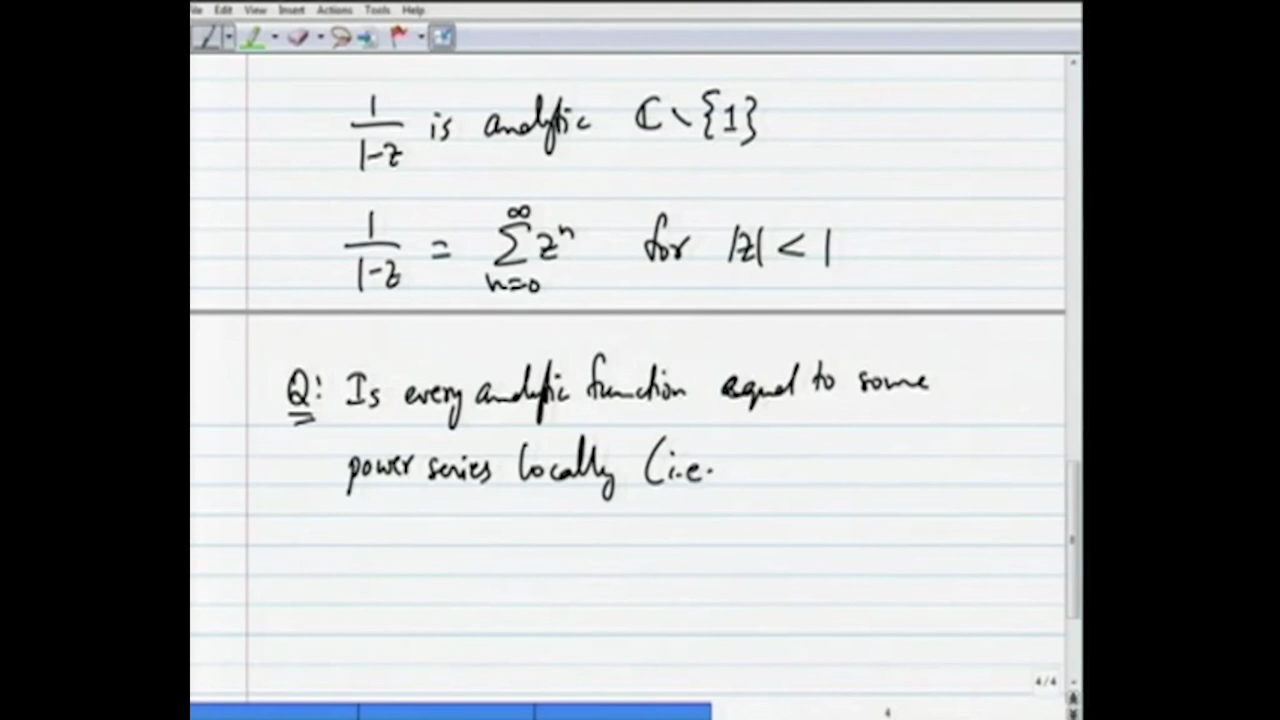 Edit View Insert Actions Tools Help
1/(1-z) is analytic ℂ \ {1}
1/(1-z) = ∑_{n=0}^{∞} z^n for |z| < 1
Q: Is every analytic function equal to some
power series locally (i.e.
4/4
4